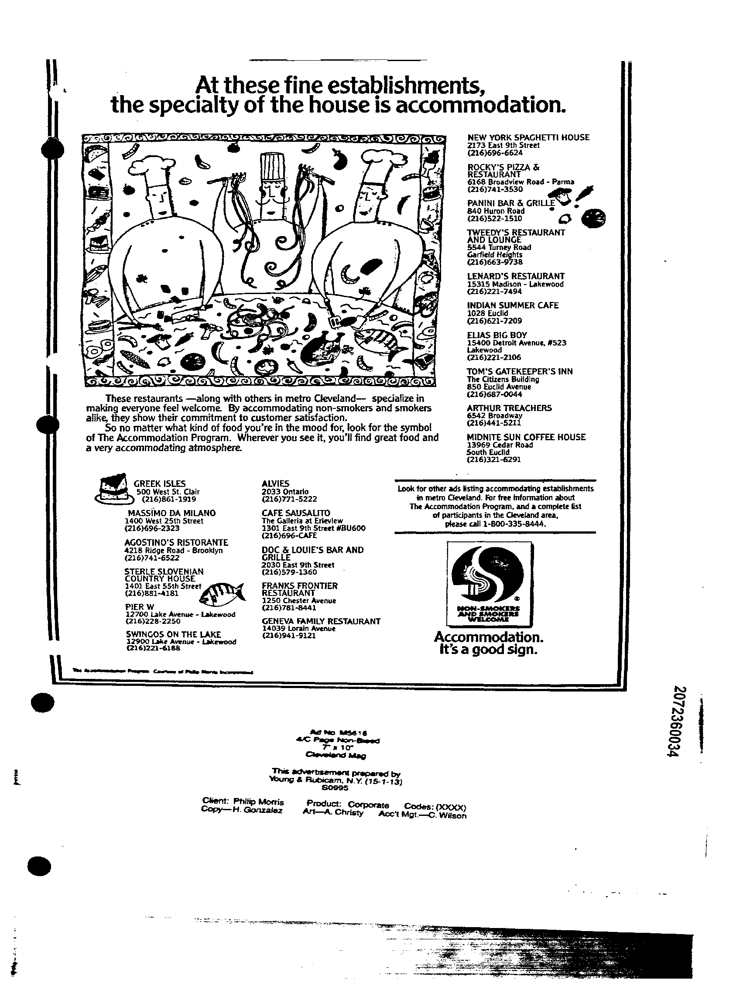 At these fine establishments,
the specialty of the house is accommodation.
These restaurants —along with others in metro Cleveland— specialize in
making everyone feel welcome. By accommodating non-smokers and smokers
alike, they show their commitment to customer satisfaction.
So no matter what kind of food you're in the mood for, look for the symbol
of The Accommodation Program. Wherever you see it, you'll find great food and
a very accommodating atmosphere.
GREEK ISLES
500 West St. Clair
(216)861-1919
MASSIMO DA MILANO
1400 West 25th Street
(216)696-2323
AGOSTINO'S RISTORANTE
4218 Ridge Road - Brooklyn
(216)741-6522
STERLE SLOVENIAN
COUNTRY HOUSE
1401 East 55th Street
(216)881-4181
PIER W
12700 Lake Avenue - Lakewood
(216)228-2250
SWINGOS ON THE LAKE
12900 Lake Avenue - Lakewood
(216)221-6188
ALVIES
2033 Ontario
(216)771-5222
CAFE SAUSALITO
The Galleria at Erieview
1301 East 9th Street #BU600
(216)696-CAFE
DOC & LOUIE'S BAR AND
GRILLE
2030 East 9th Street
(216)579-1360
FRANKS FRONTIER
RESTAURANT
1250 Chester Avenue
(216)781-8441
GENEVA FAMILY RESTAURANT
14039 Lorain Avenue
(216)941-9121
NEW YORK SPAGHETTI HOUSE
2173 East 9th Street
(216)696-6624
ROCKY'S PIZZA &
RESTAURANT
6168 Broadview Road - Parma
(216)741-3530
PANINI BAR & GRILLE
840 Huron Road
(216)522-1510
TWEEDY'S RESTAURANT
AND LOUNGE
5544 Turney Road
Garfield Heights
(216)663-9738
LENARD'S RESTAURANT
15315 Madison - Lakewood
(216)221-7494
INDIAN SUMMER CAFE
1028 Euclid
(216)621-7209
ELIAS BIG BOY
15400 Detroit Avenue, #523
Lakewood
(216)221-2106
TOM'S GATEKEEPER'S INN
The Citizens Building
850 Euclid Avenue
(216)687-0044
ARTHUR TREACHERS
6542 Broadway
(216)441-5211
MIDNITE SUN COFFEE HOUSE
13969 Cedar Road
South Euclid
(216)321-6291
Look for other ads listing accommodating establishments
in metro Cleveland. For free information about
The Accommodation Program, and a complete list
of participants in the Cleveland area,
please call 1-800-335-8444.
NON-SMOKERS
AND SMOKERS
WELCOME
®
Accommodation.
It's a good sign.
The Accommodation Program Courtesy of Philip Morris Incorporated
2072360034
Ad No M5616
4/C Page Non-Bleed
7" x 10"
Cleveland Mag
This advertisement prepared by
Young & Rubicam, N.Y. (15-1-13)
S0995
Client: Philip Morris Product: Corporate Codes: (XXXX)
Copy—H. Gonzalez Art—A. Christy Acc't Mgt.—C. Wilson